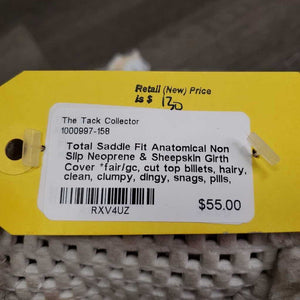 Retail (New) Price
is $ 130
The Tack Collector
1000997-158
Total Saddle Fit Anatomical Non
Slip Neoprene & Sheepskin Girth
Cover *fair/gc, cut top billets, hairy,
clean, clumpy, dingy, snags, pills,
RXV4UZ
$55.00